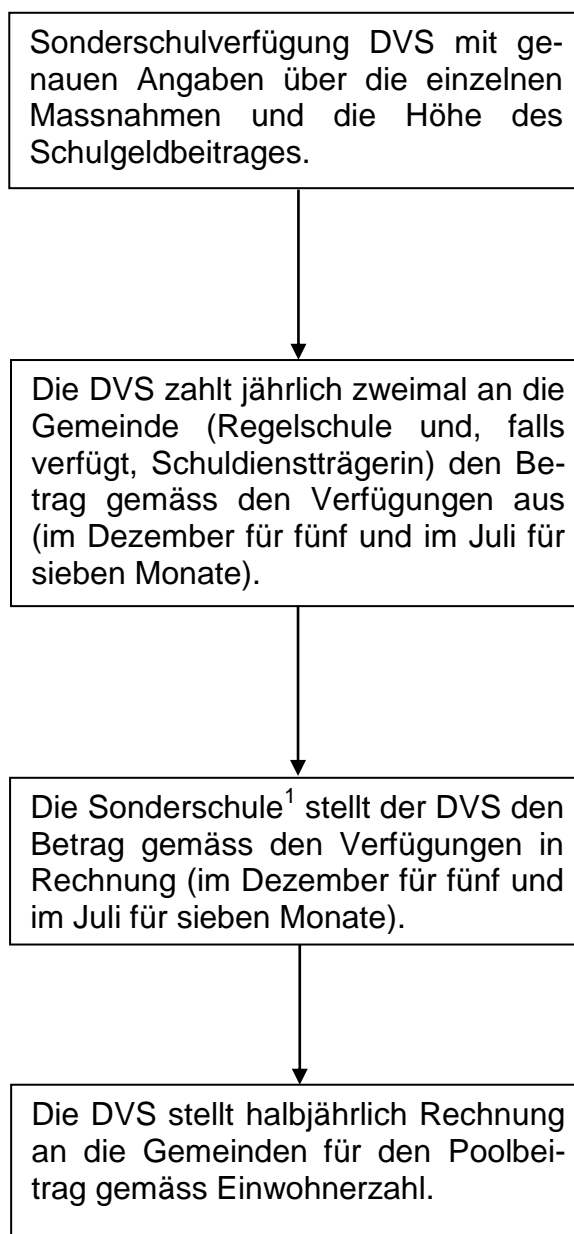 Sonderschulverfügung DVS mit ge-
nauen Angaben über die einzelnen
Massnahmen und die Höhe des
Schulgeldbeitrages.
Die DVS zahlt jährlich zweimal an die
Gemeinde (Regelschule und, falls
verfügt, Schuldienstträgerin) den Be-
trag gemäss den Verfügungen aus
(im Dezember für fünf und im Juli für
sieben Monate).
Die Sonderschule¹ stellt der DVS den
Betrag gemäss den Verfügungen in
Rechnung (im Dezember für fünf und
im Juli für sieben Monate).
Die DVS stellt halbjährlich Rechnung
an die Gemeinden für den Poolbei-
trag gemäss Einwohnerzahl.